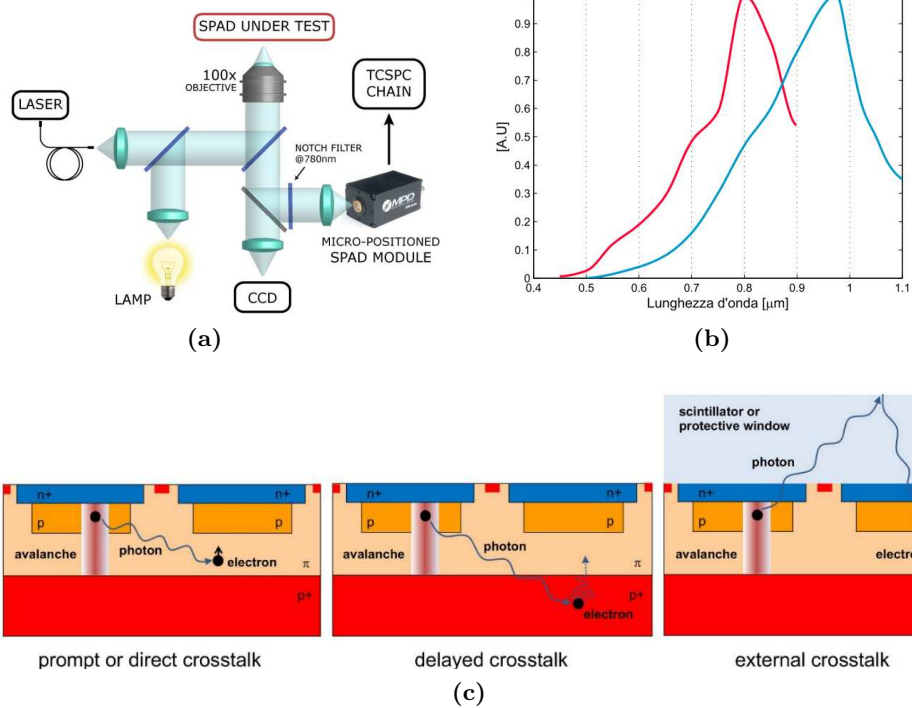 SPAD UNDER TEST
100x
OBJECTIVE
TCSPC
CHAIN
LASER
NOTCH FILTER
@780nm
MPD
MICRO-POSITIONED
SPAD MODULE
LAMP
CCD
(a)
[A.U]
0.9
0.8
0.7
0.6
0.5
0.4
0.3
0.2
0.1
0
0.4 0.5 0.6 0.7 0.8 0.9 1 1.1
Lunghezza d'onda [μm]
(b)
n+ n+
p p
avalanche
photon
electron
π
p+
prompt or direct crosstalk
n+ n+
p p
avalanche
photon
π
electron
p+
delayed crosstalk
scintillator or
protective window
photon
n+
p
avalanche
electr
external crosstalk
(c)